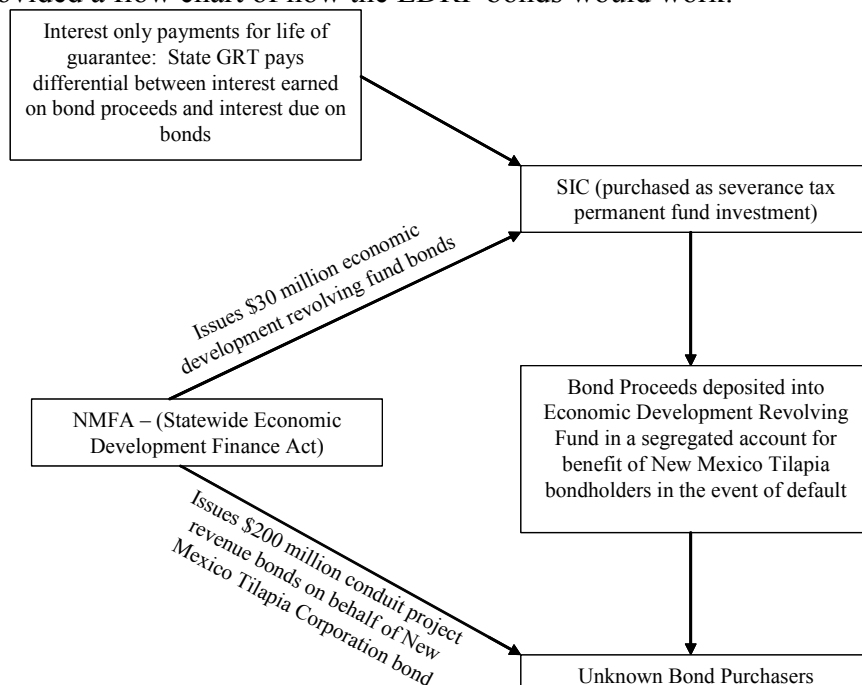 ovided a flow chart of how the EDRF bonds would work.
Interest only payments for life of
guarantee: State GRT pays
differential between interest earned
on bond proceeds and interest due on
bonds
SIC (purchased as severance tax
permanent fund investment)
Issues $30 million economic
development revolving fund bonds
NMFA – (Statewide Economic
Development Finance Act)
Bond Proceeds deposited into
Economic Development Revolving
Fund in a segregated account for
benefit of New Mexico Tilapia
bondholders in the event of default
Issues $200 million conduit project
revenue bonds on behalf of New
Mexico Tilapia Corporation bond
Unknown Bond Purchasers